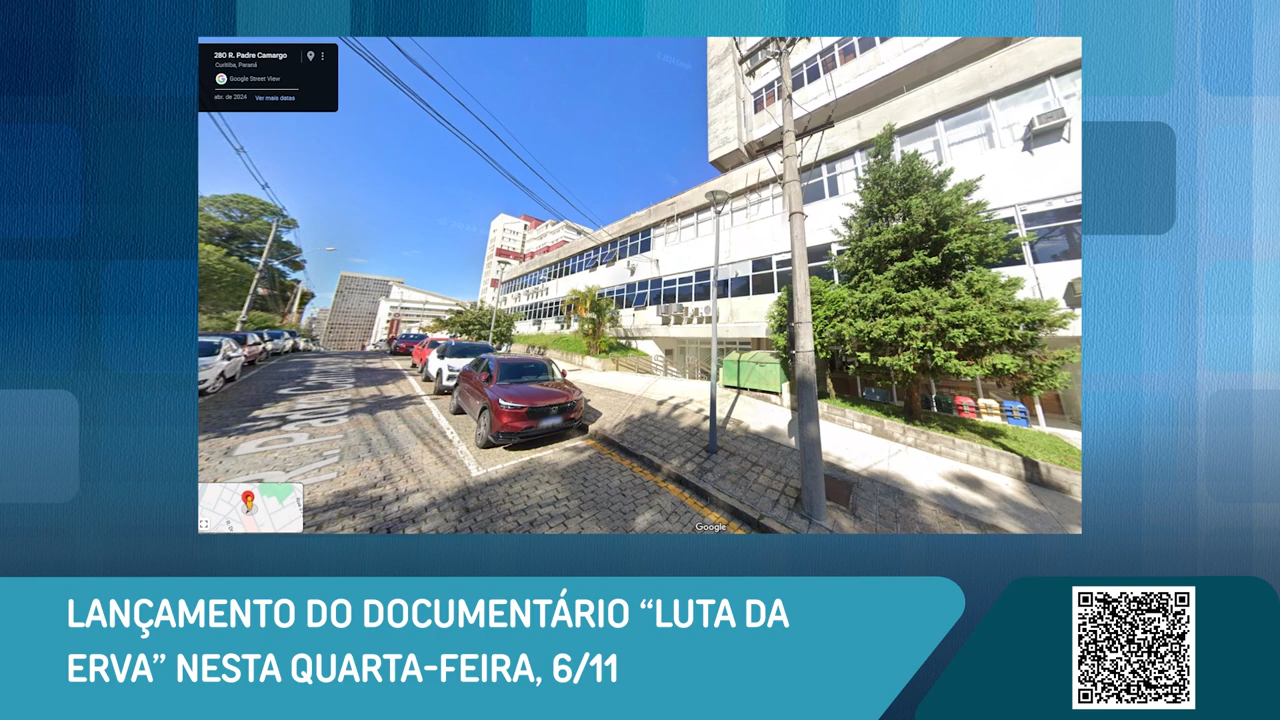 280 R. Padre Camargo
Curitiba, Paraná
Google Street View
abr. de 2024 Ver mais datas
R. Padre
Google
LANÇAMENTO DO DOCUMENTÁRIO “LUTA DA
ERVA” NESTA QUARTA-FEIRA, 6/11